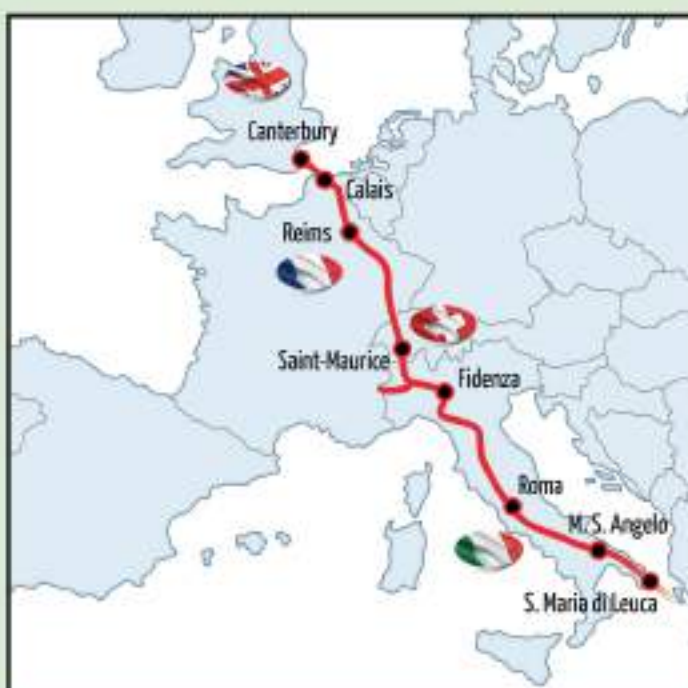 Canterbury
Calais
Reims
Saint-Maurice
Fidenza
Roma
M. S. Angelo
S. Maria di Leuca